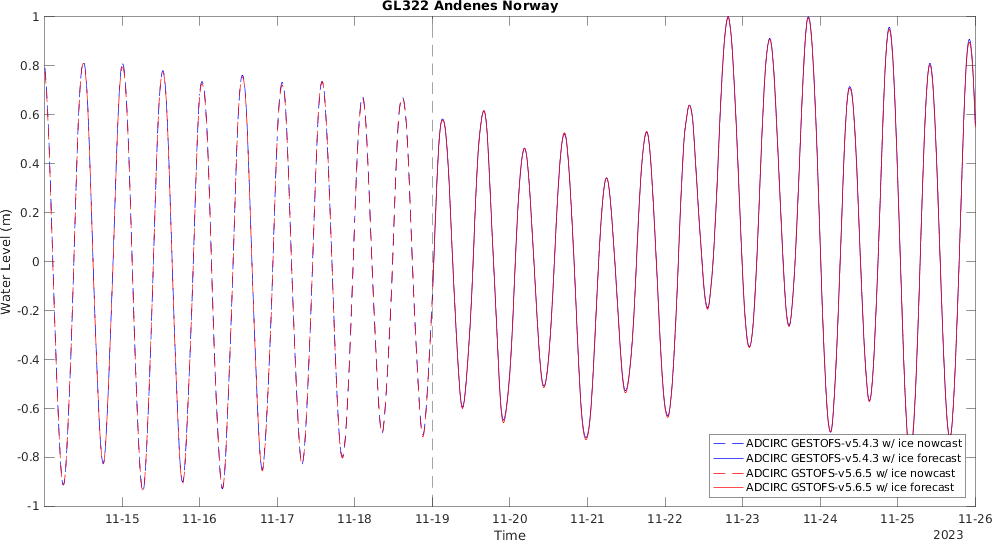 GL322 Andenes Norway
1
0.8
0.6
0.4
0.2
0
-0.2
-0.4
-0.6
-0.8
-1
Water Level (m)
ADCIRC GESTOFS-v5.4.3 w/ ice nowcast
ADCIRC GESTOFS-v5.4.3 w/ ice forecast
ADCIRC GSTOFS-v5.6.5 w/ ice nowcast
ADCIRC GSTOFS-v5.6.5 w/ ice forecast
11-15 11-16 11-17 11-18 11-19 11-20 11-21 11-22 11-23 11-24 11-25 11-26
Time
2023